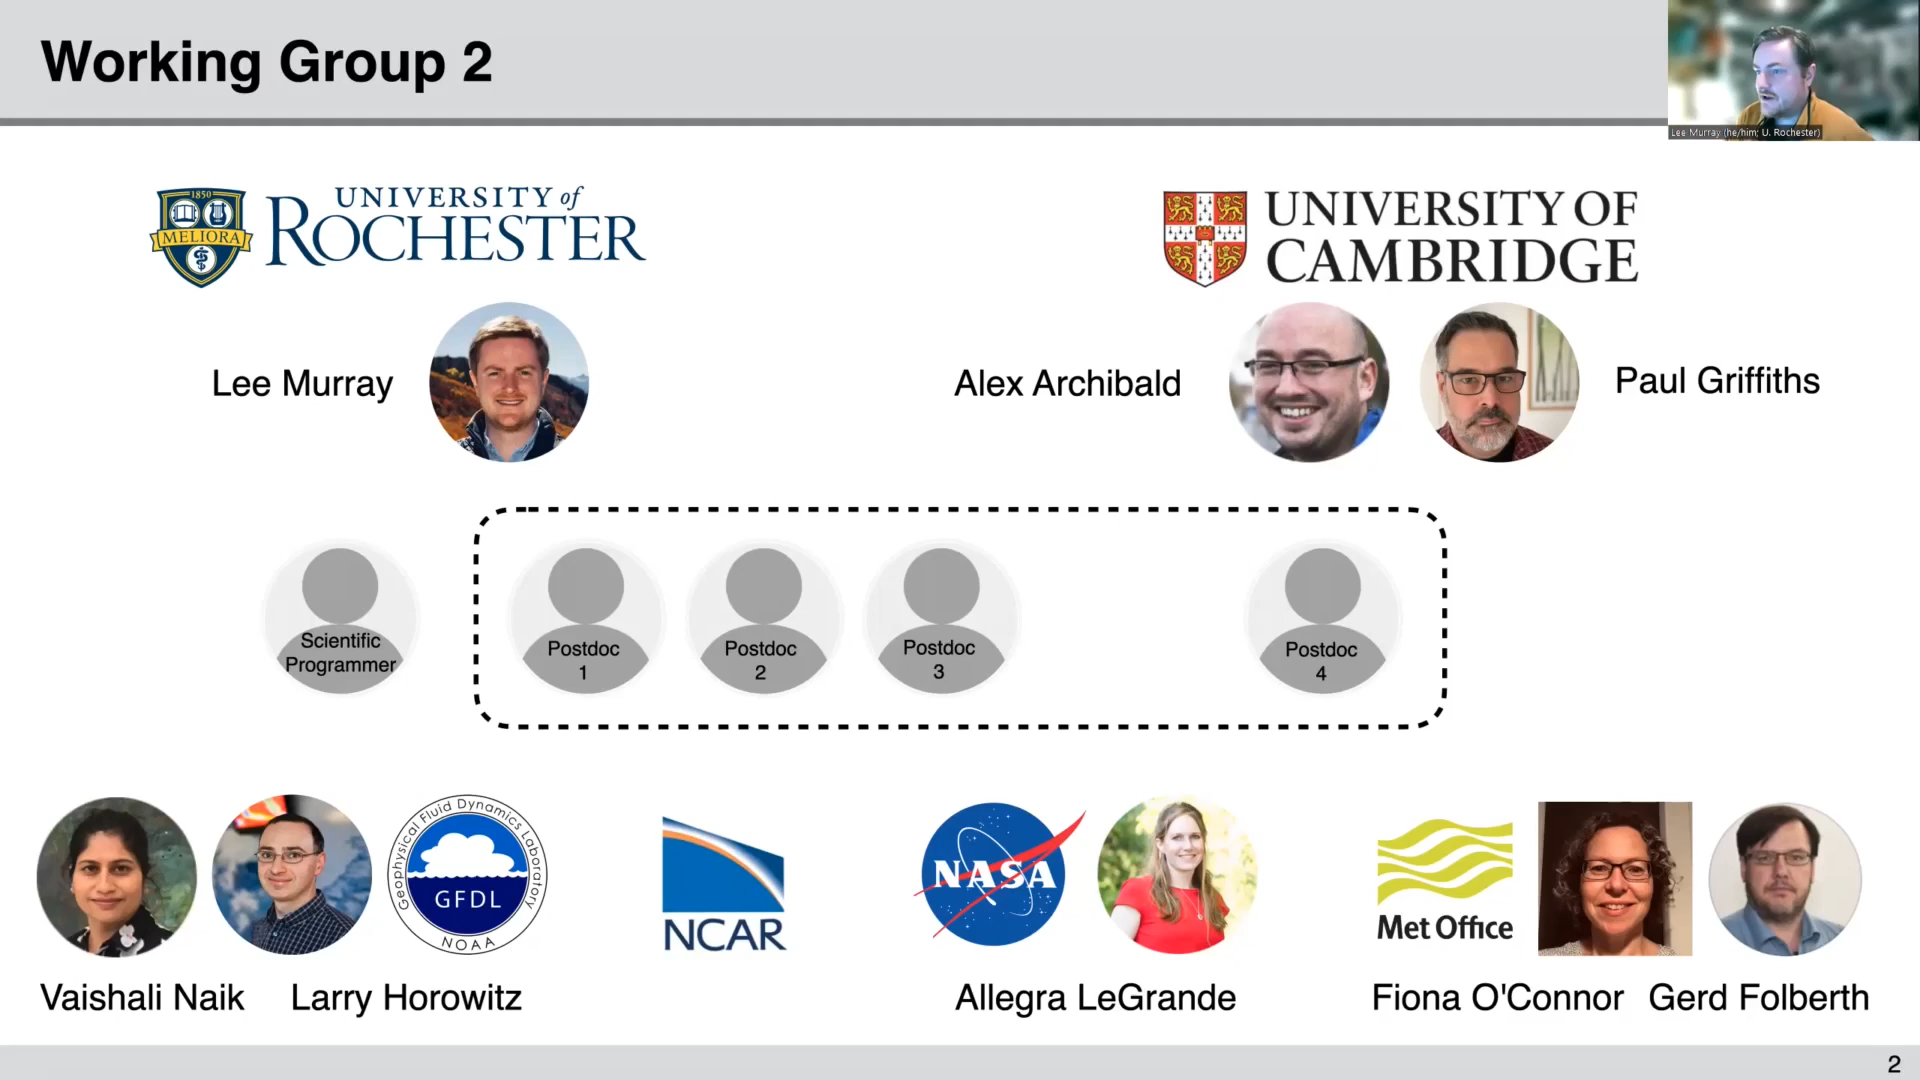 Working Group 2
Lee Murray (he/him; U. Rochester)
1850
MELIORA
UNIVERSITY of
ROCHESTER
UNIVERSITY OF
CAMBRIDGE
Lee Murray
Alex Archibald
Paul Griffiths
Scientific
Programmer
Postdoc
1
Postdoc
2
Postdoc
3
Postdoc
4
Geophysical Fluid Dynamics Laboratory
GFDL
NOAA
NCAR
NASA
Met Office
Vaishali Naik
Larry Horowitz
Allegra LeGrande
Fiona O'Connor
Gerd Folberth
2